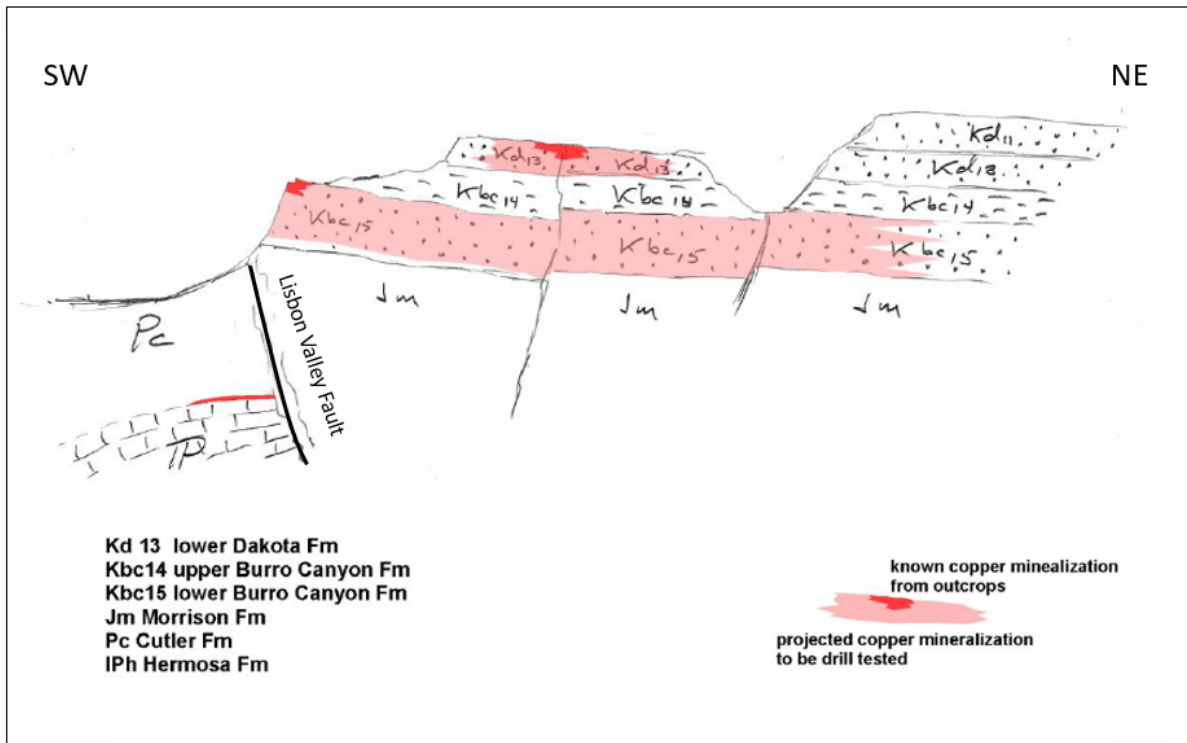 SW
NE
Kd11
Kd13
Kd13
Kd13
Kbc14
Kbc14
Kbc14
Kbc15
Kbc15
Kbc15
Jm
Jm
Jm
Pc
Lisbon Valley Fault
IP
Kd 13 lower Dakota Fm
Kbc14 upper Burro Canyon Fm
Kbc15 lower Burro Canyon Fm
Jm Morrison Fm
Pc Cutler Fm
IPh Hermosa Fm
known copper minealization
from outcrops
projected copper mineralization
to be drill tested